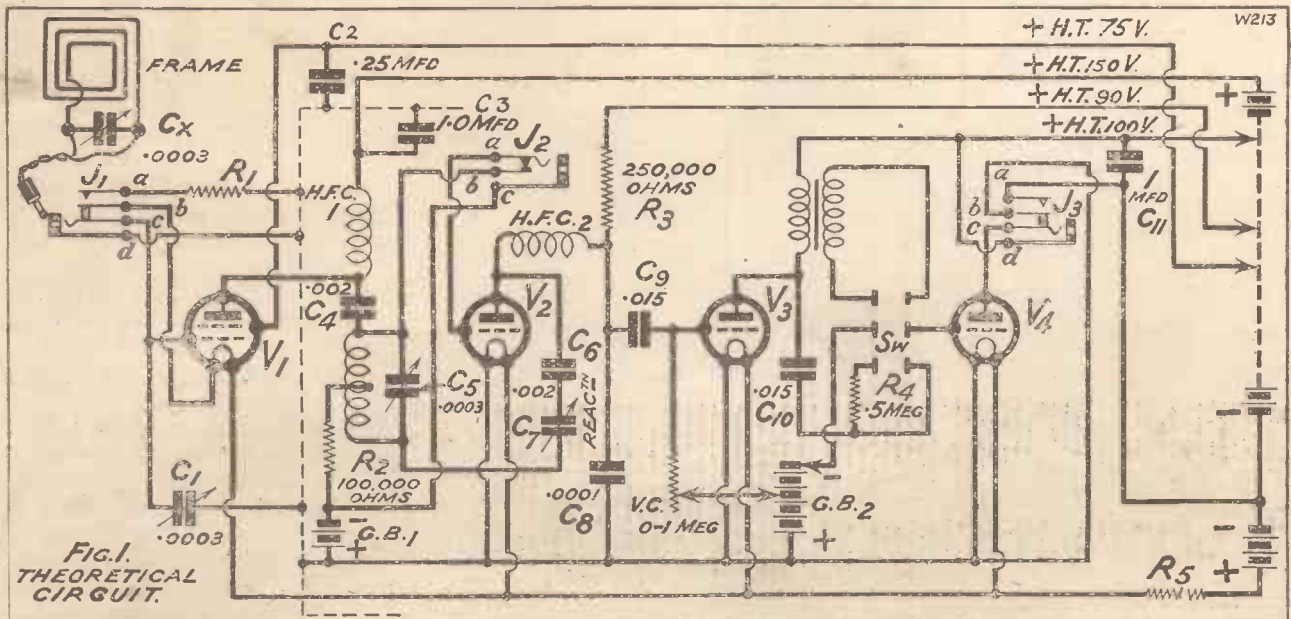 W213
+ H.T. 75 V.
+ H.T. 150 V.
+ H.T. 90 V.
+ H.T. 100 V.
FRAME
CX
.0003
C2
.25 MFD
C3
1.0 MFD
J1
a
b
c
d
R1
H.F.C.
1
J2
a
b
c
H.F.C.2
250,000
OHMS
R3
C9
.015
a
b
c
d
J3
1
MFD
C11
.002
C4
V1
V2
V3
V4
C5
.0003
C6
.002
C7
REACTN
.015
C10
SW
R4
.5 MEG
R2
100,000
OHMS
C1
.0003
- G.B.1
+
.0001
C8
V.C.
0-1 MEG
-
G.B.2
+
+
-
-
+
R5
FIG.1.
THEORETICAL
CIRCUIT.